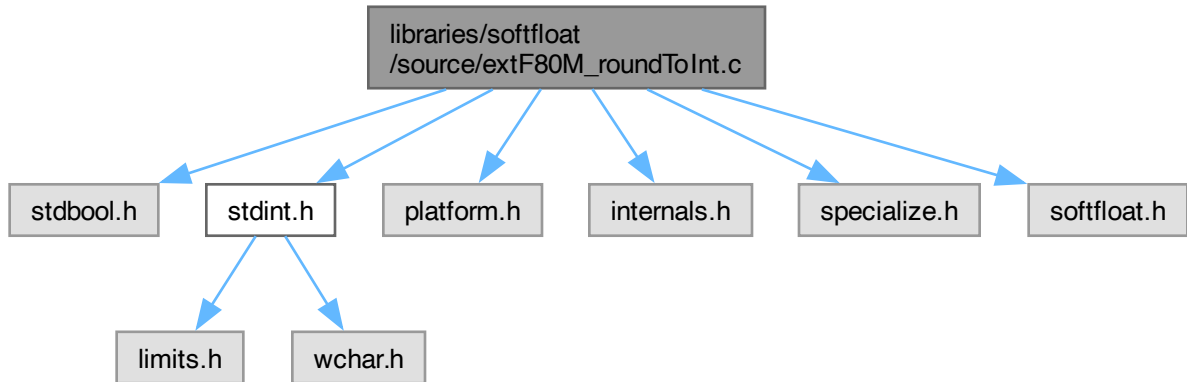 libraries/softfloat
/source/extF80M_roundToInt.c
stdbool.h
stdint.h
platform.h
internals.h
specialize.h
softfloat.h
limits.h
wchar.h